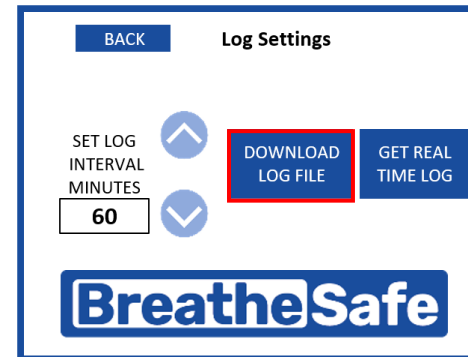 BACK
Log Settings
SET LOG
INTERVAL
MINUTES
60
DOWNLOAD
LOG FILE
GET REAL
TIME LOG
BreatheSafe